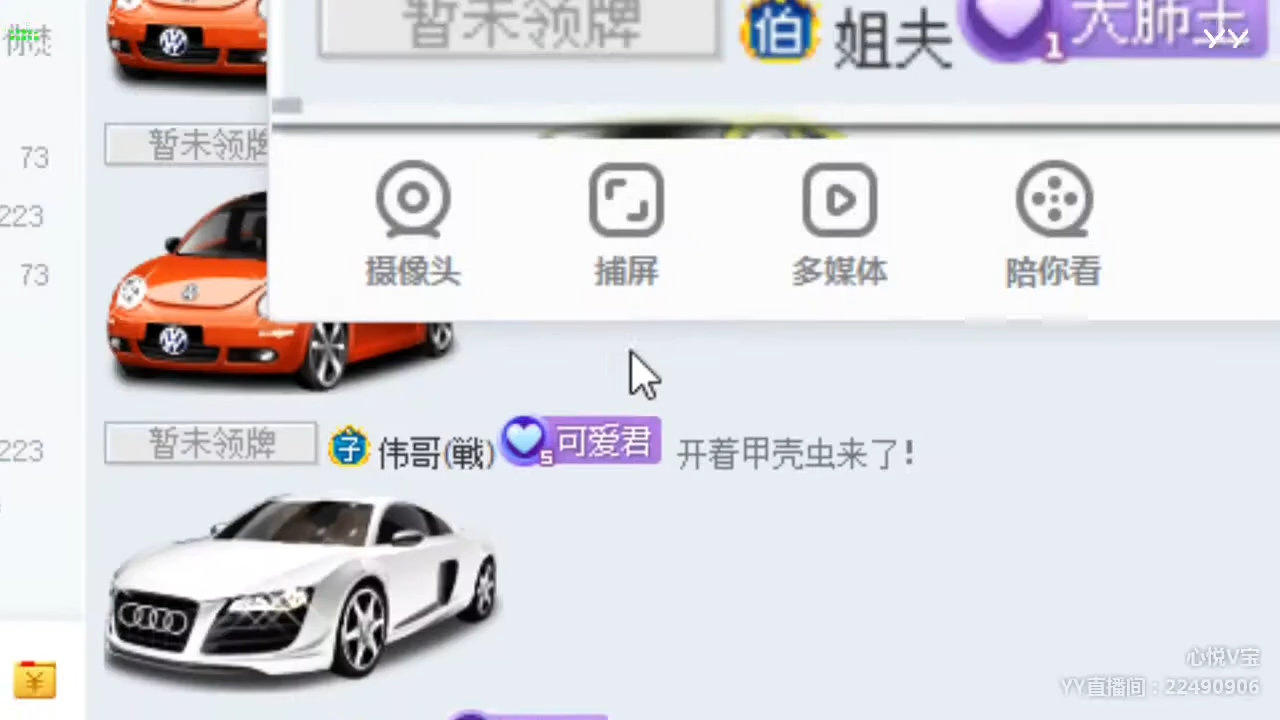 暂未领牌 伯 姐夫 1 大肺王
YY
73
暂未领牌
223
73
摄像头 捕屏 多媒体 陪你看
223
暂未领牌 子 伟哥(戦) 5 可爱君 开着甲壳虫来了!
¥
心悦V宝
YY直播间：22490906